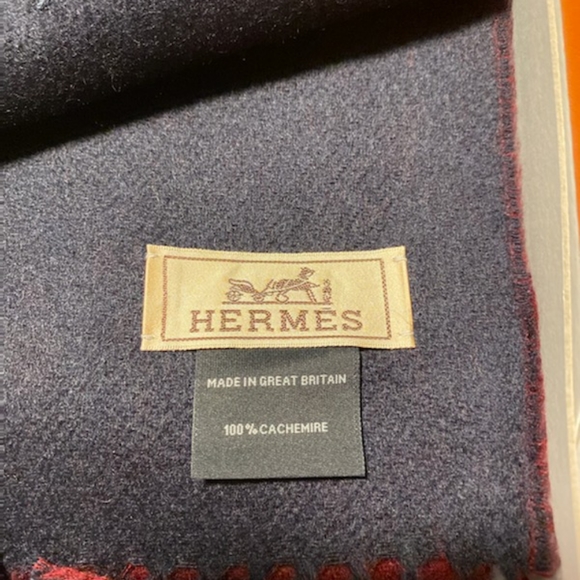 HERMÈS
MADE IN GREAT BRITAIN
100% CACHEMIRE